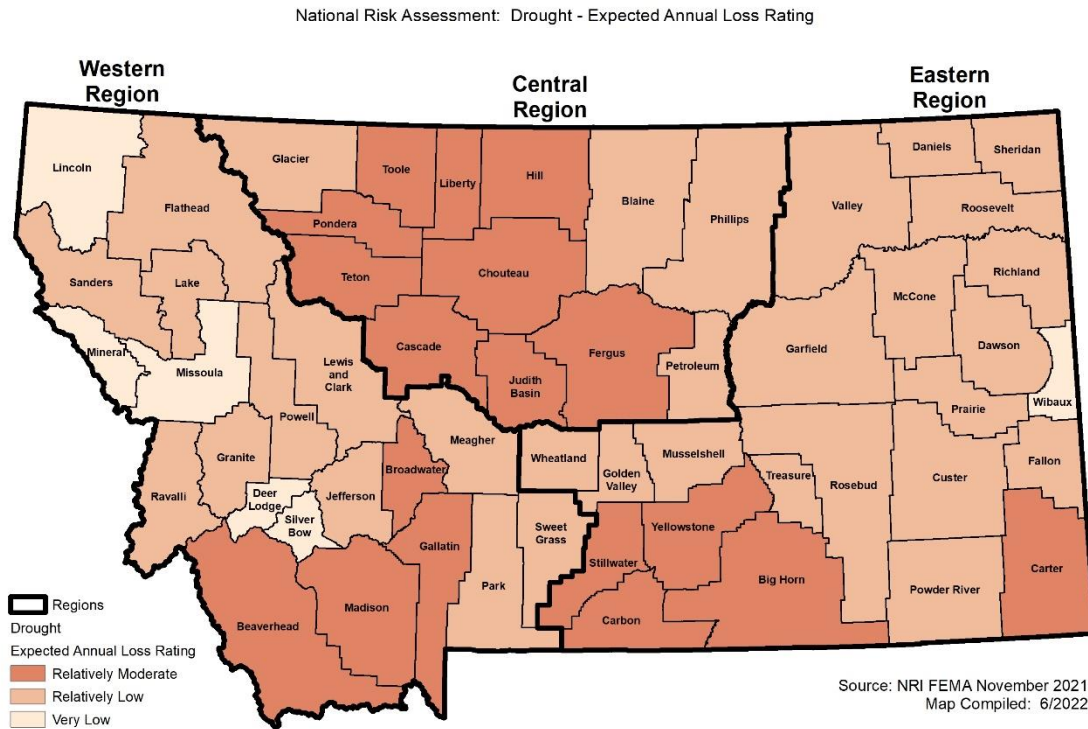 National Risk Assessment: Drought - Expected Annual Loss Rating
Western
Region
Central
Region
Eastern
Region
Lincoln
Flathead
Glacier
Toole
Liberty
Hill
Blaine
Phillips
Valley
Daniels
Sheridan
Roosevelt
Pondera
Teton
Chouteau
Sanders
Lake
Richland
McCone
Mineral
Missoula
Lewis
and
Clark
Cascade
Judith
Basin
Fergus
Petroleum
Garfield
Dawson
Prairie
Wibaux
Powell
Granite
Ravalli
Meagher
Broadwater
Jefferson
Deer
Lodge
Silver
Bow
Wheatland
Golden
Valley
Musselshell
Treasure
Rosebud
Custer
Fallon
Gallatin
Park
Sweet
Grass
Stillwater
Yellowstone
Big Horn
Carbon
Powder River
Carter
Beaverhead
Madison
Regions
Drought
Expected Annual Loss Rating
Relatively Moderate
Relatively Low
Very Low
Source: NRI FEMA November 2021
Map Compiled: 6/2022